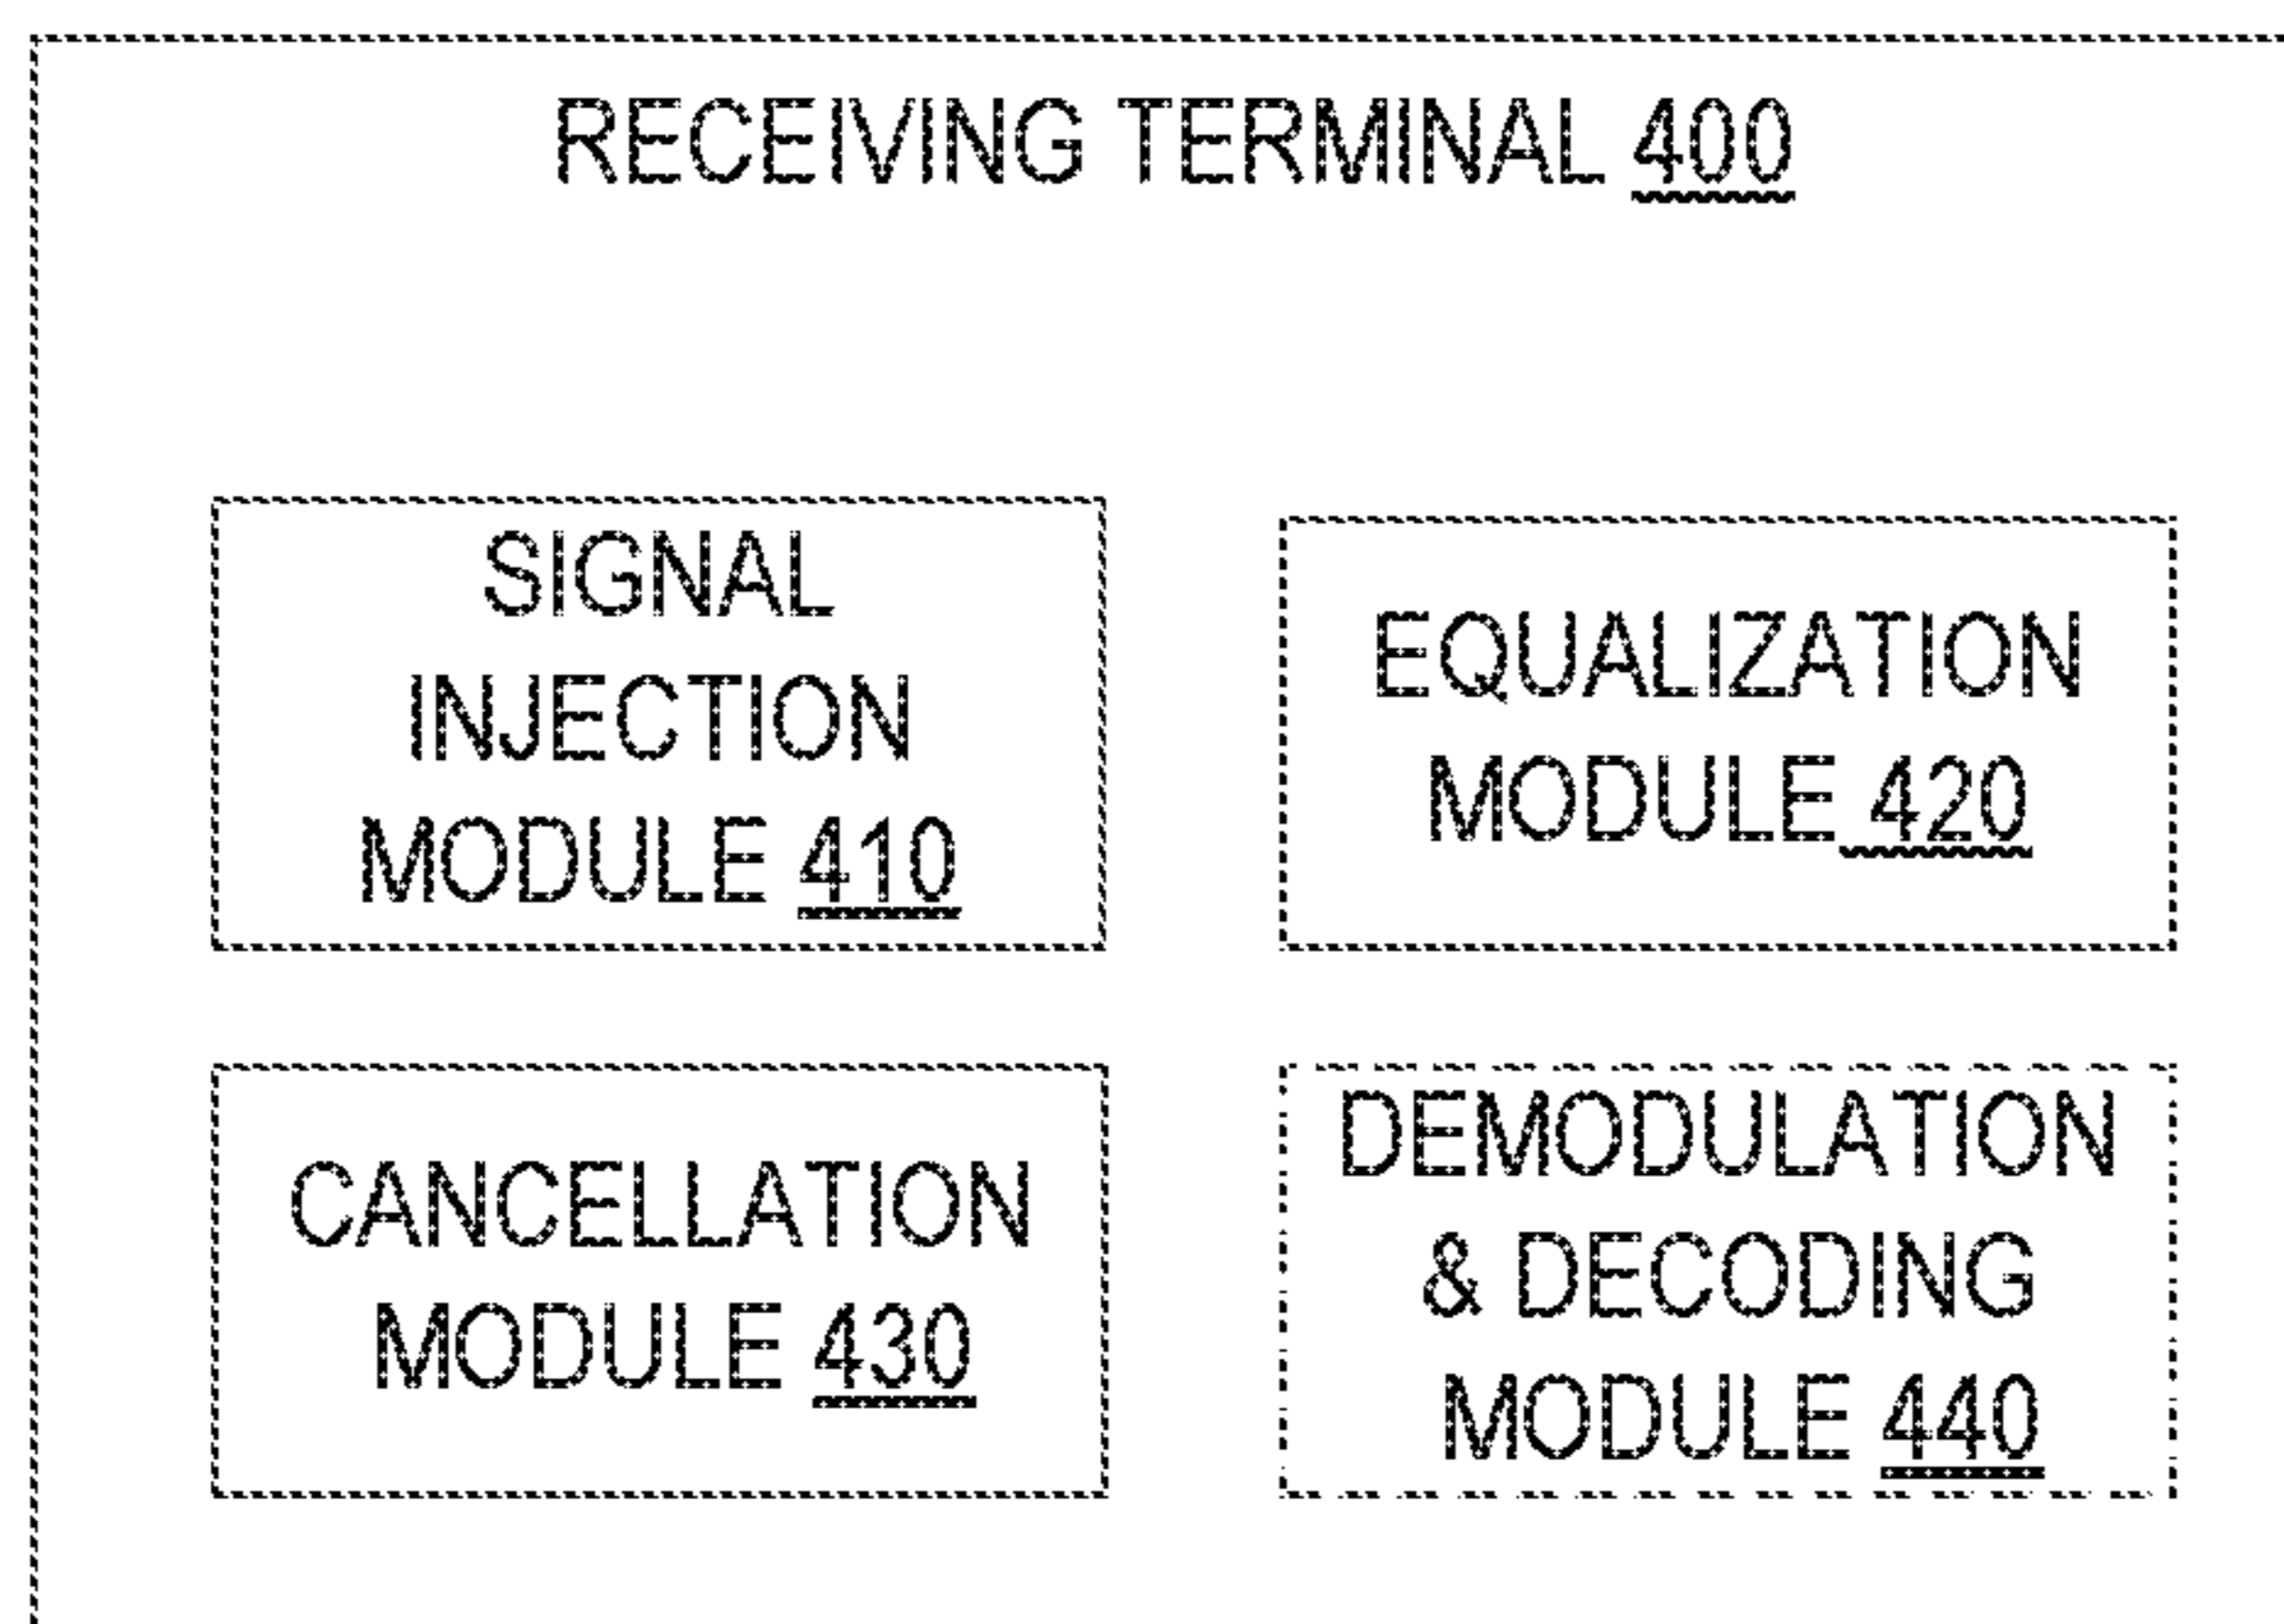 RECEIVING TERMINAL 400
SIGNAL
INJECTION
MODULE 410
EQUALIZATION
MODULE 420
CANCELLATION
MODULE 430
DEMODULATION
& DECODING
MODULE 440